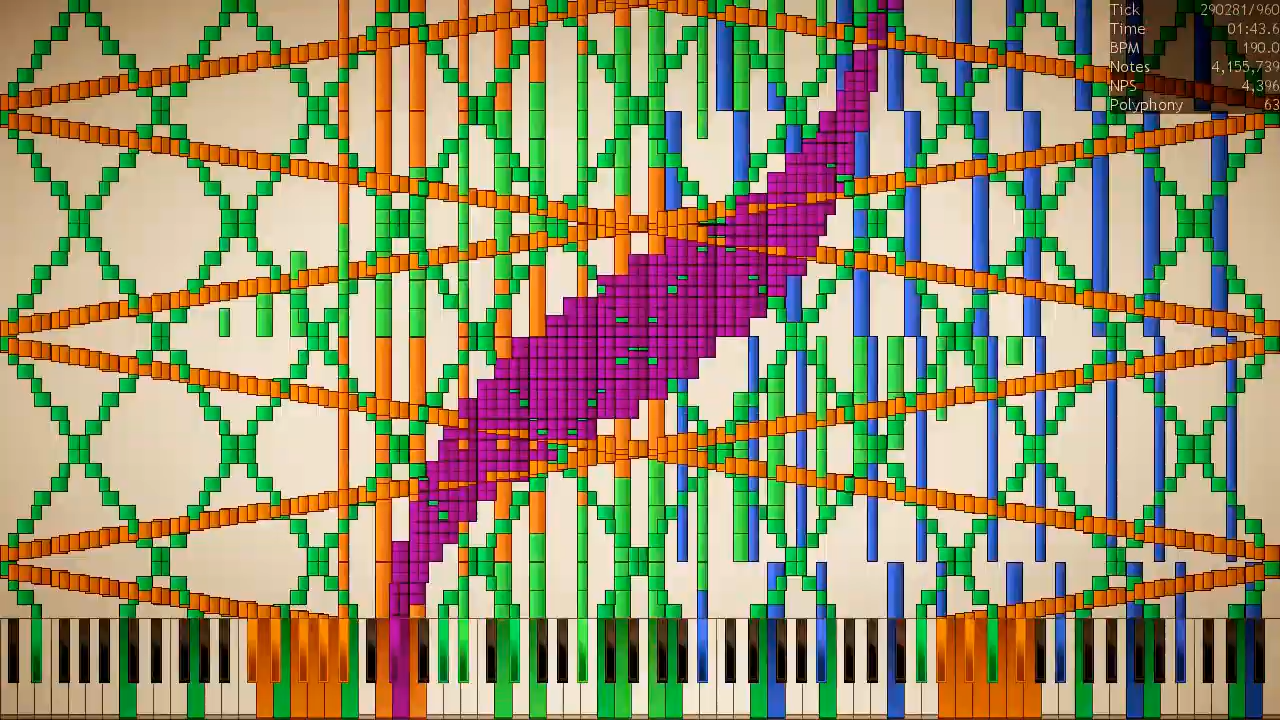 Tick 290281/960
Time 01:43.6
BPM 190.0
Notes 4,155,739
NPS 4,396
Polyphony 63